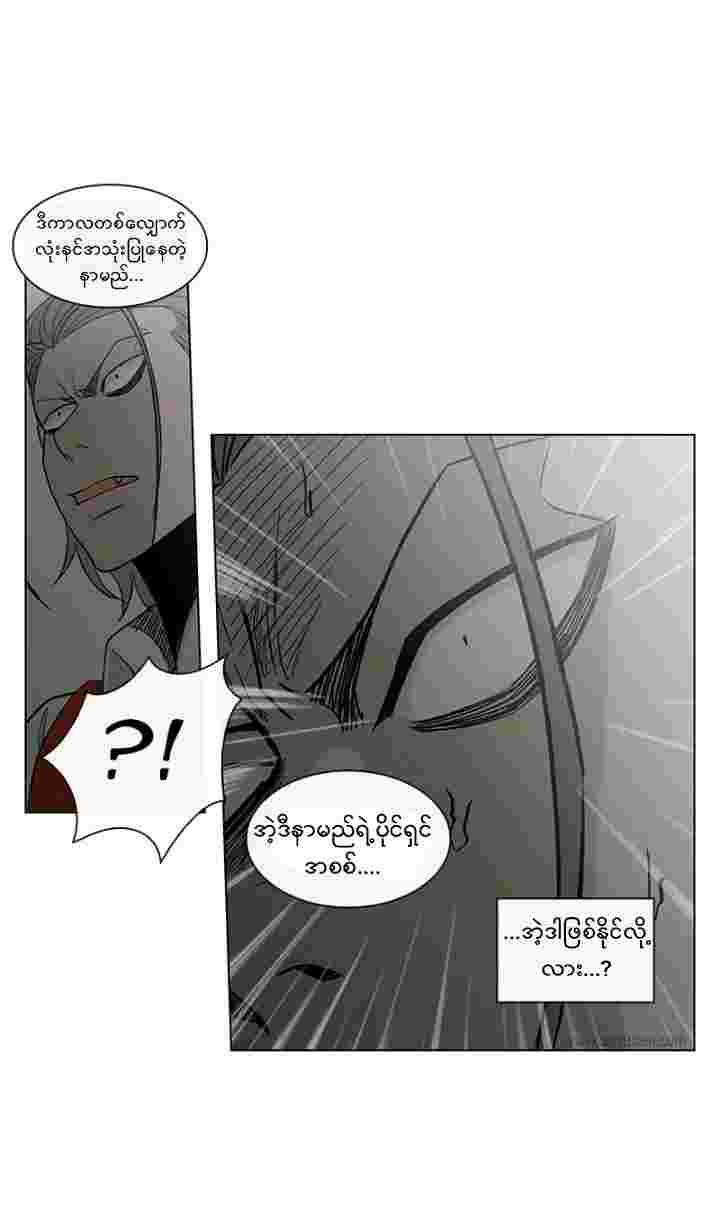 ဒီကာလတစ်လျှောက်
လုံးနင်အသုံးပြုနေတဲ့
နာမည်...
?!
အဲ့ဒီနာမည်ရဲ့ပိုင်ရှင်
အစစ်....
...အဲ့ဒါဖြစ်နိုင်လို့
လား...?